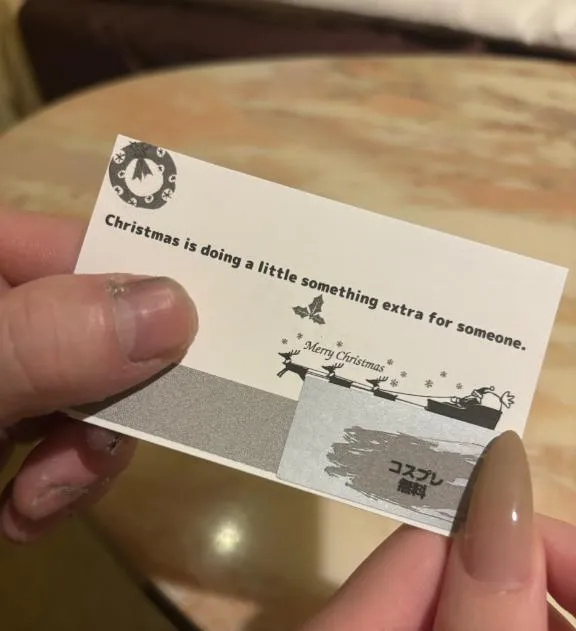 Christmas is doing a little something extra for someone.
Merry Christmas
コスプレ
無料